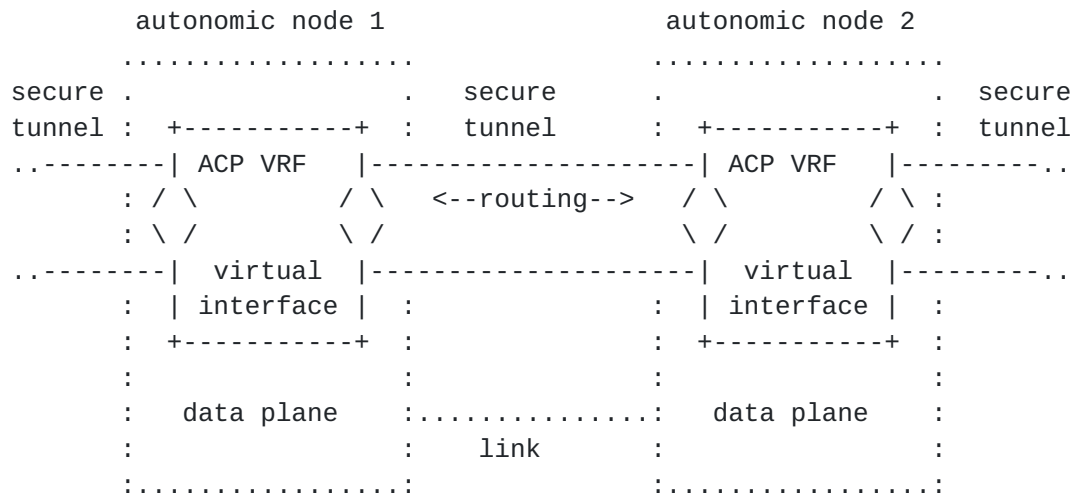 autonomic node 1 autonomic node 2
secure secure secure
tunnel tunnel tunnel
ACP VRF ACP VRF
<--routing-->
virtual virtual
interface interface
data plane data plane
link